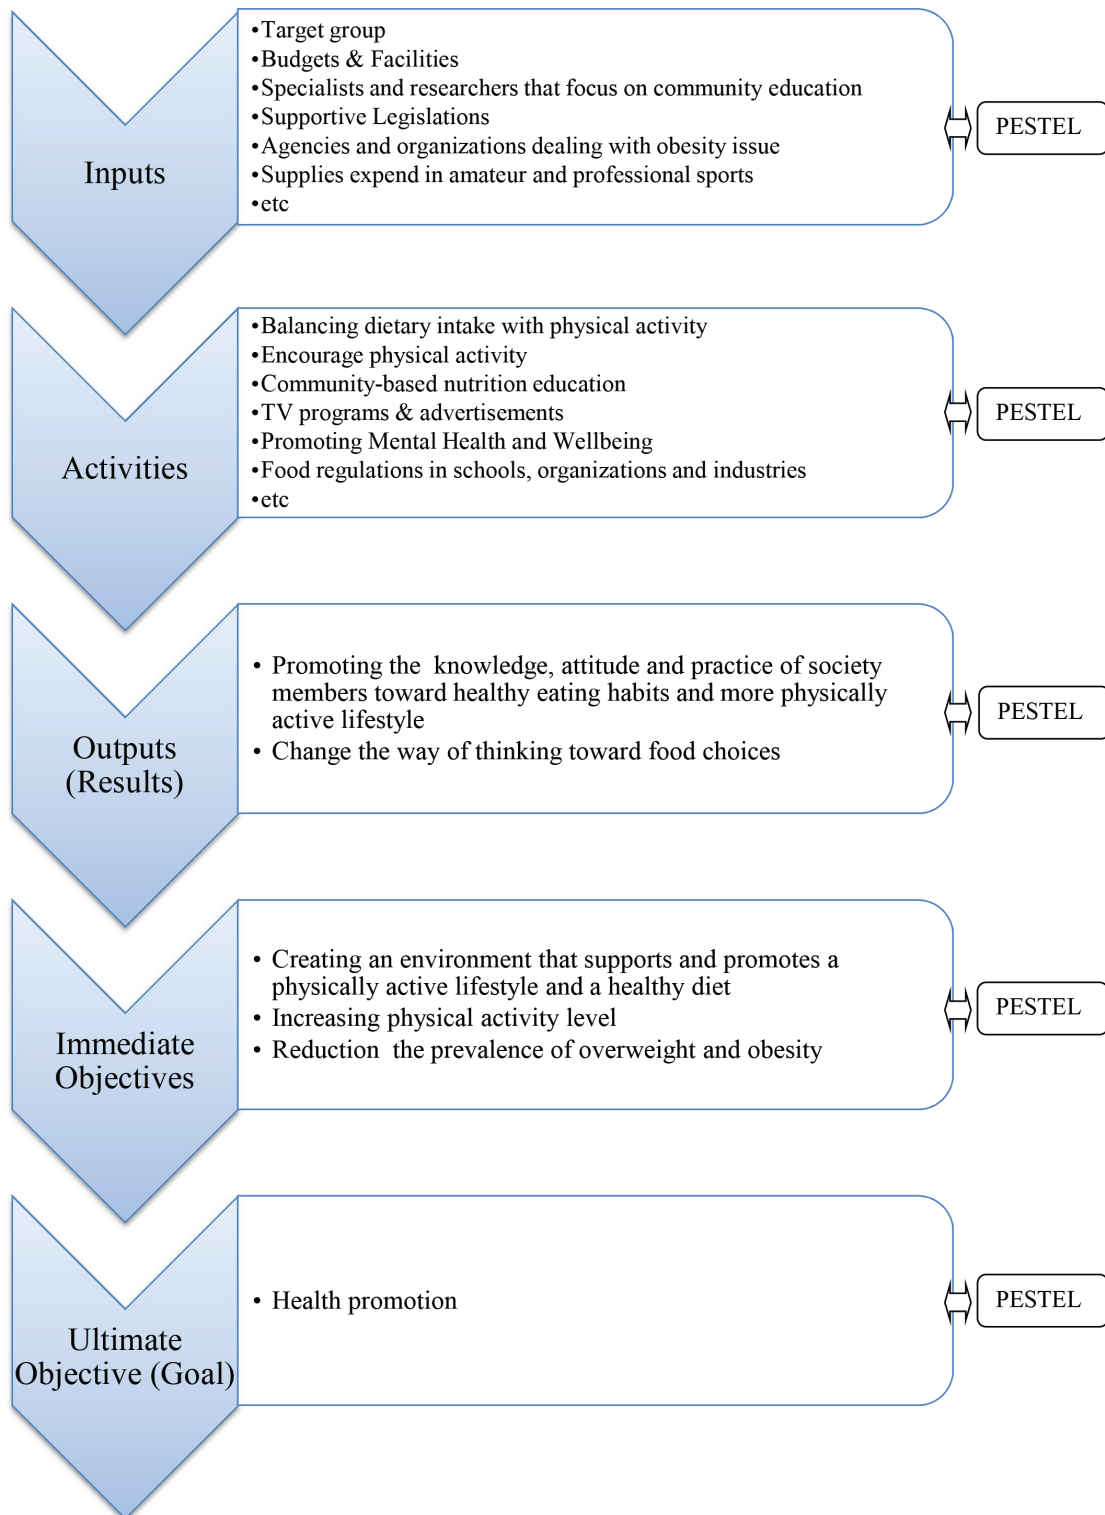 Inputs
•Target group
•Budgets & Facilities
•Specialists and researchers that focus on community education
•Supportive Legislations
•Agencies and organizations dealing with obesity issue
•Supplies expend in amateur and professional sports
•etc
PESTEL
Activities
•Balancing dietary intake with physical activity
•Encourage physical activity
•Community-based nutrition education
•TV programs & advertisements
•Promoting Mental Health and Wellbeing
•Food regulations in schools, organizations and industries
•etc
PESTEL
Outputs
(Results)
• Promoting the knowledge, attitude and practice of society
members toward healthy eating habits and more physically
active lifestyle
• Change the way of thinking toward food choices
PESTEL
Immediate
Objectives
• Creating an environment that supports and promotes a
physically active lifestyle and a healthy diet
• Increasing physical activity level
• Reduction the prevalence of overweight and obesity
PESTEL
Ultimate
Objective (Goal)
• Health promotion
PESTEL